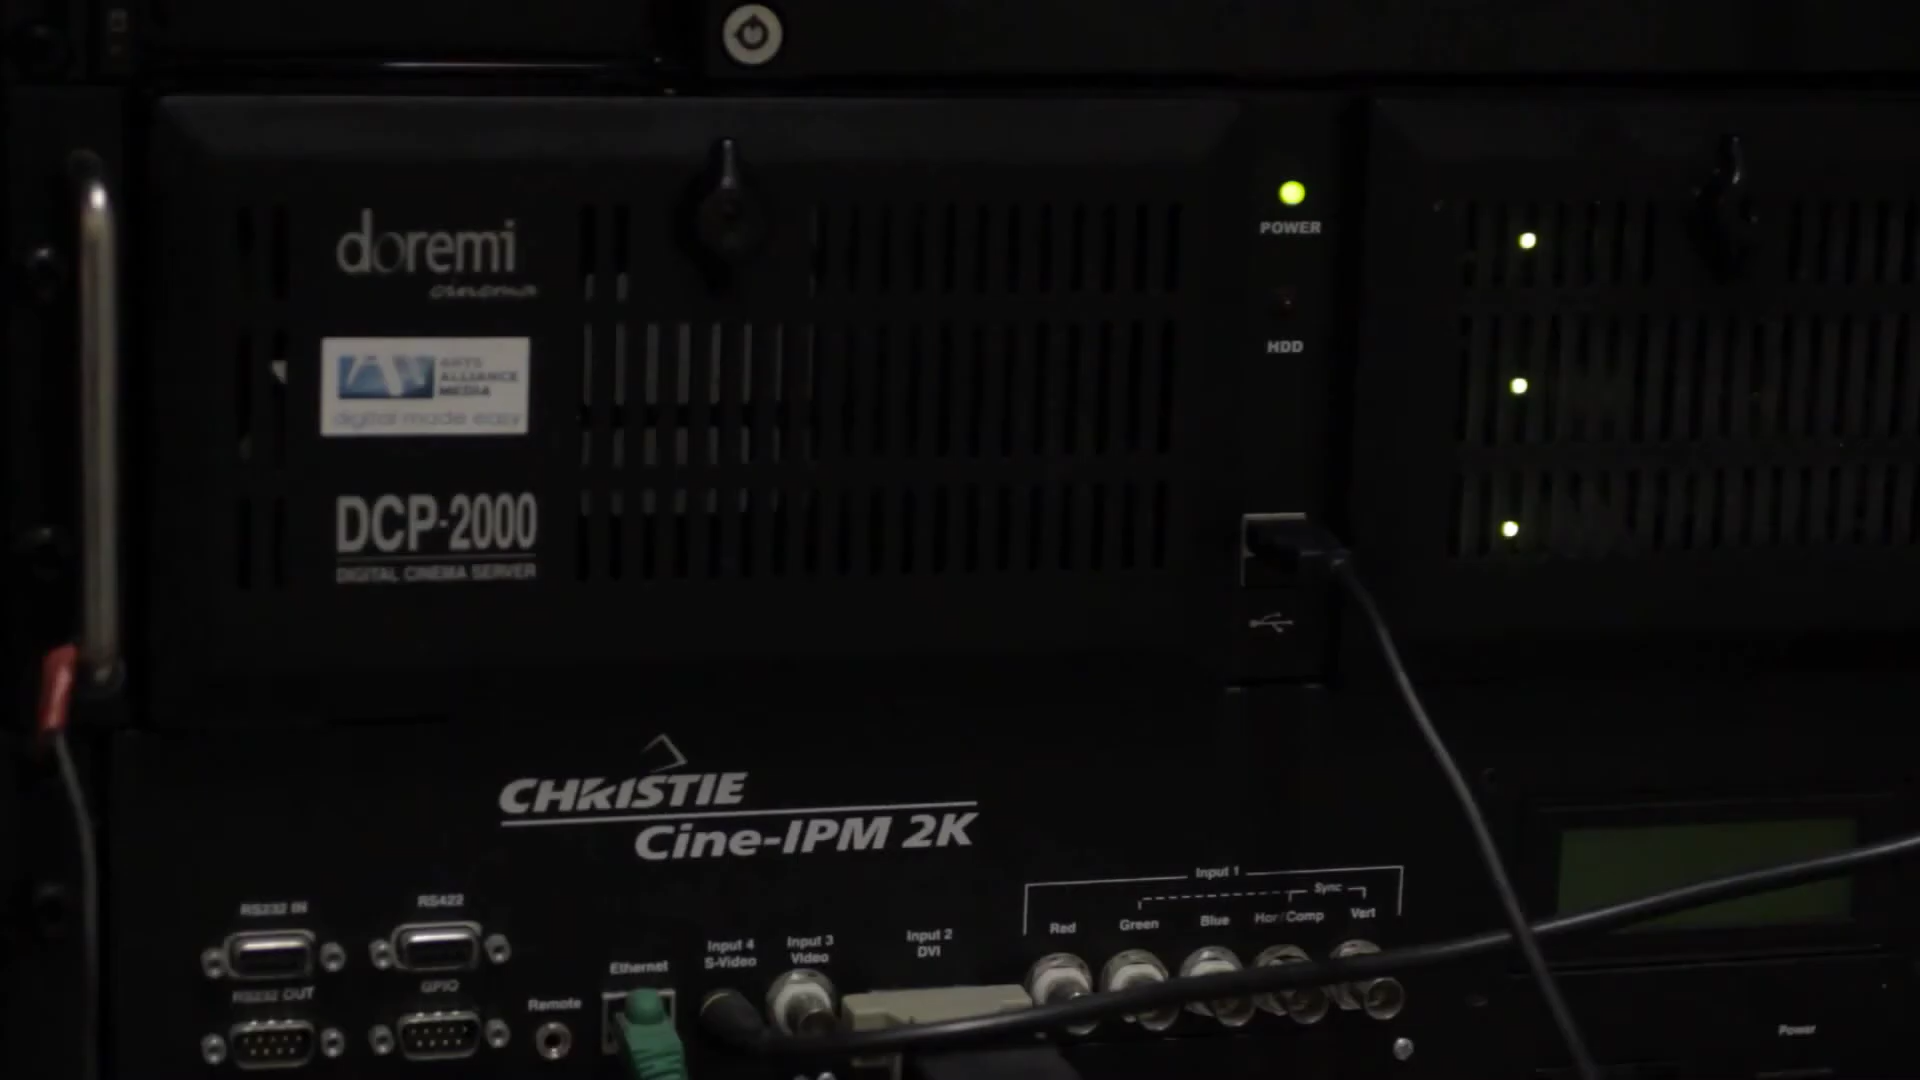 doremi
cinema
POWER
HDD
ARTS
ALLIANCE
MEDIA
digital made easy
DCP-2000
DIGITAL CINEMA SERVER
CHRISTIE
Cine-IPM 2K
Input 1
Sync
Red
Green
Blue
Hor/Comp
Vert
RS232 IN
RS422
Input 4
S-Video
Input 3
Video
Input 2
DVI
Ethernet
RS232 OUT
GPIO
Remote
Power